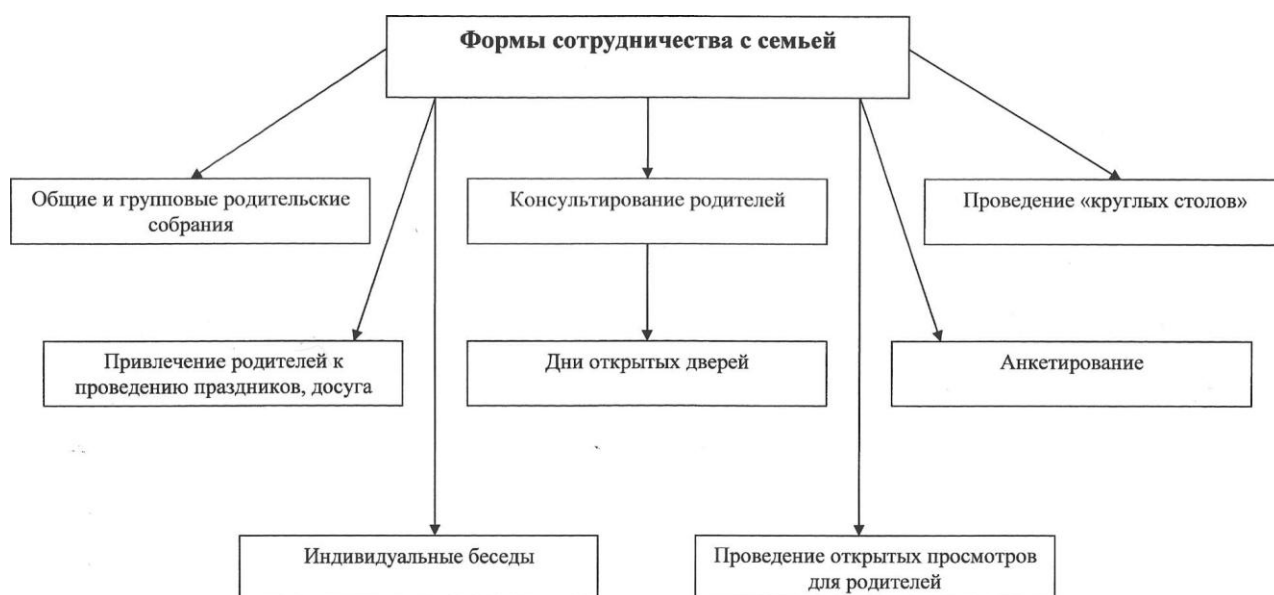 Формы сотрудничества с семьей
Общие и групповые родительские
собрания
Консультирование родителей
Проведение «круглых столов»
Привлечение родителей к
проведению праздников, досуга
Дни открытых дверей
Анкетирование
Индивидуальные беседы
Проведение открытых просмотров
для родителей